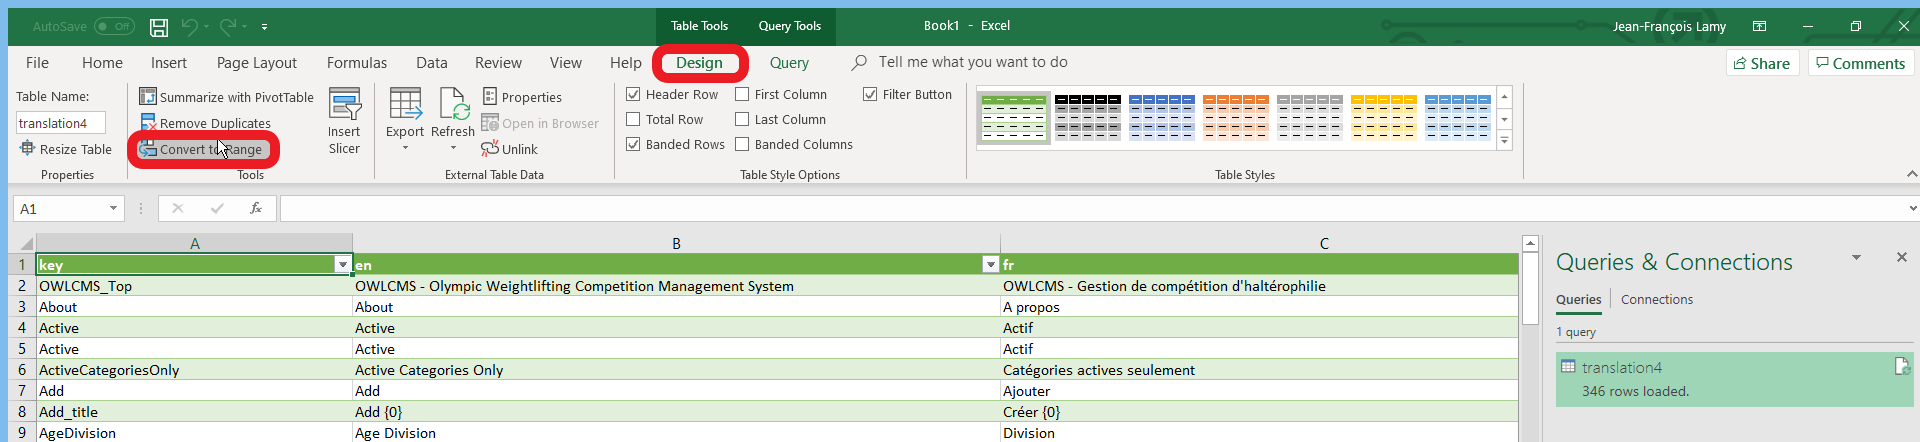 AutoSave Off
Table Tools Query Tools
Book1 - Excel
Jean-François Lamy
File Home Insert Page Layout Formulas Data Review View Help Design Query Tell me what you want to do Share Comments
Table Name:
translation4
Resize Table
Properties
Summarize with PivotTable
Remove Duplicates
Convert to Range
Tools
Insert
Slicer
Export
Refresh
Properties
Open in Browser
Unlink
External Table Data
Header Row First Column Filter Button
Total Row Last Column
Banded Rows Banded Columns
Table Style Options
Table Styles
A1 fx
A B C
1 key en fr
2 OWLCMS_Top OWLCMS - Olympic Weightlifting Competition Management System OWLCMS - Gestion de compétition d'haltérophilie
3 About About A propos
4 Active Active Actif
5 Active Active Actif
6 ActiveCategoriesOnly Active Categories Only Catégories actives seulement
7 Add Add Ajouter
8 Add_title Add {0} Créer {0}
9 AgeDivision Age Division Division
Queries & Connections
Queries Connections
1 query
translation4
346 rows loaded.